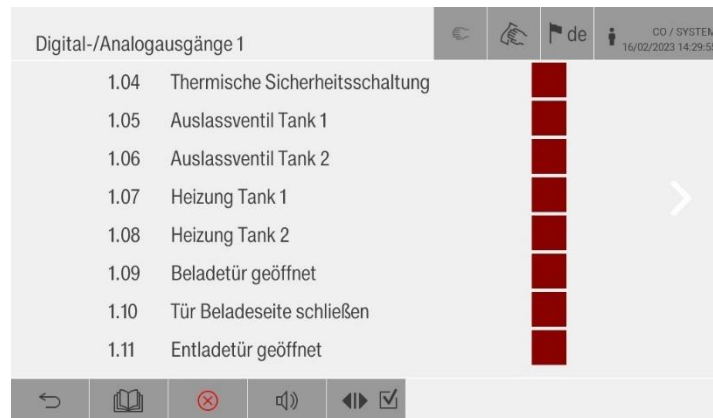 Digital-/Analogausgänge 1
de
CO / SYSTEM
16/02/2023 14:29:55
1.04 Thermische Sicherheitsschaltung
1.05 Auslassventil Tank 1
1.06 Auslassventil Tank 2
1.07 Heizung Tank 1
1.08 Heizung Tank 2
1.09 Beladetür geöffnet
1.10 Tür Beladeseite schließen
1.11 Entladetür geöffnet